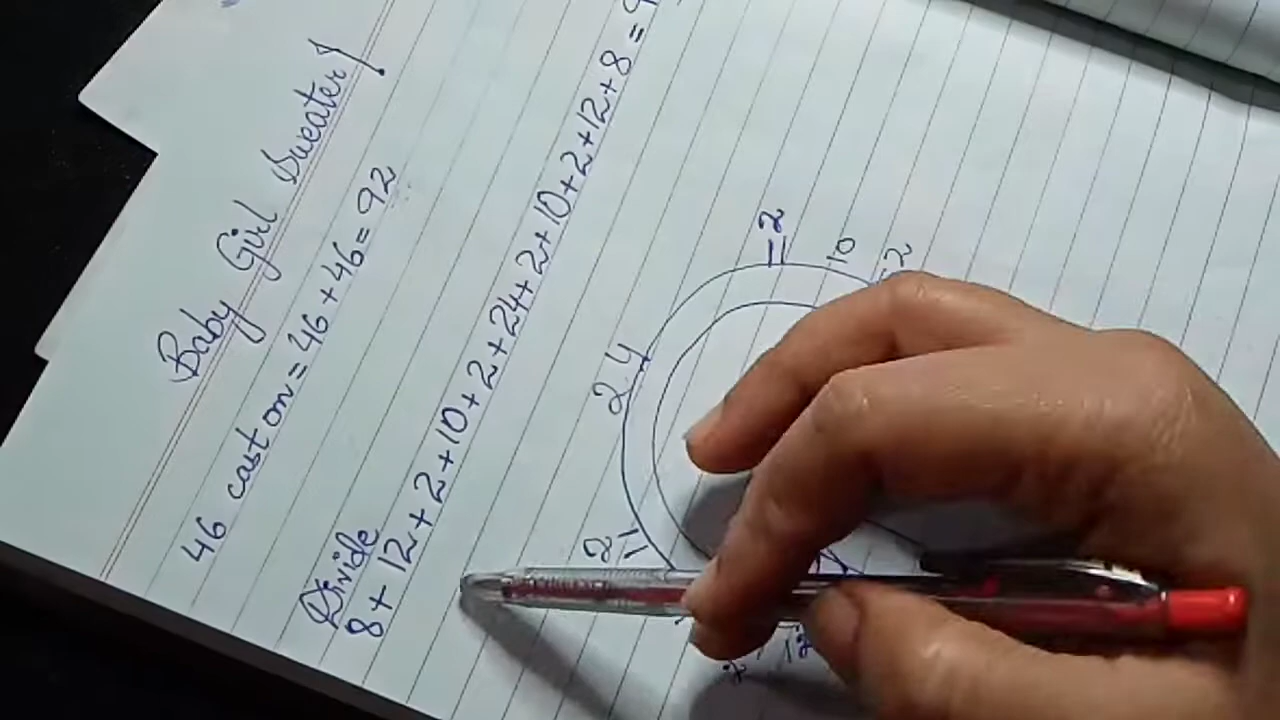 Baby Girl Sweater
46 cast on = 46 + 46 = 92
Divide
8 + 12 + 2 + 10 + 2 + 24 + 2 + 10 + 2 + 12 + 8 = 9
2
10
2
24
2
12
2